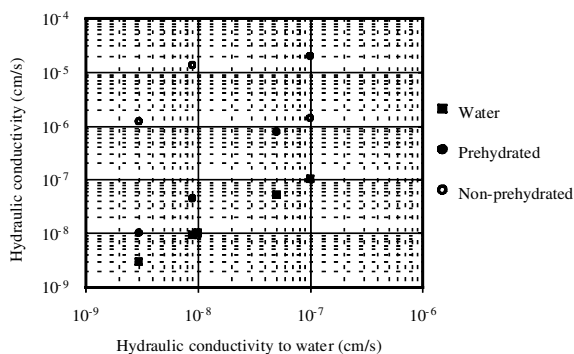 10⁻⁴
10⁻⁵
10⁻⁶
10⁻⁷
10⁻⁸
10⁻⁹
Hydraulic conductivity (cm/s)
10⁻⁹ 10⁻⁸ 10⁻⁷ 10⁻⁶
Hydraulic conductivity to water (cm/s)
Water
Prehydrated
Non-prehydrated